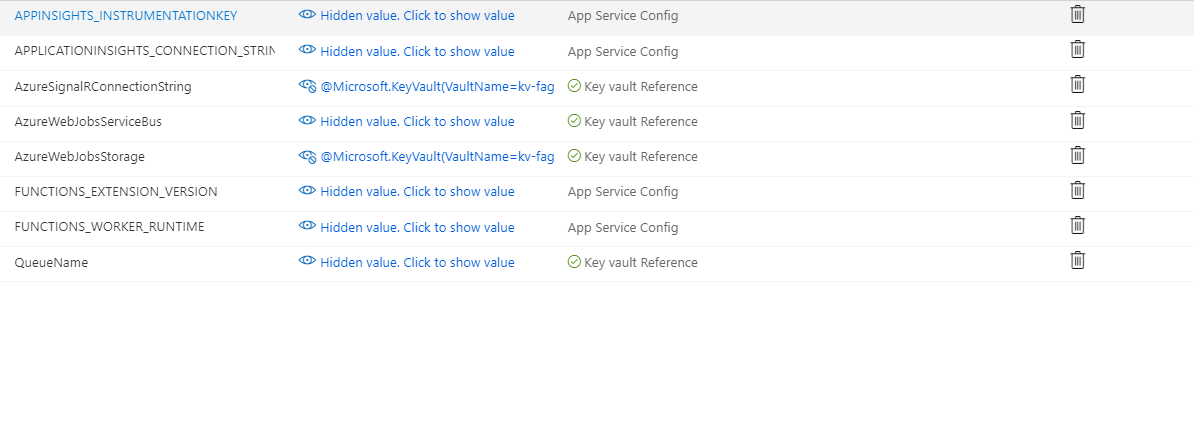 APPINSIGHTS_INSTRUMENTATIONKEY Hidden value. Click to show value App Service Config
APPLICATIONINSIGHTS_CONNECTION_STRIN Hidden value. Click to show value App Service Config
AzureSignalRConnectionString @Microsoft.KeyVault(VaultName=kv-fag Key vault Reference
AzureWebJobsServiceBus Hidden value. Click to show value Key vault Reference
AzureWebJobsStorage @Microsoft.KeyVault(VaultName=kv-fag Key vault Reference
FUNCTIONS_EXTENSION_VERSION Hidden value. Click to show value App Service Config
FUNCTIONS_WORKER_RUNTIME Hidden value. Click to show value App Service Config
QueueName Hidden value. Click to show value Key vault Reference